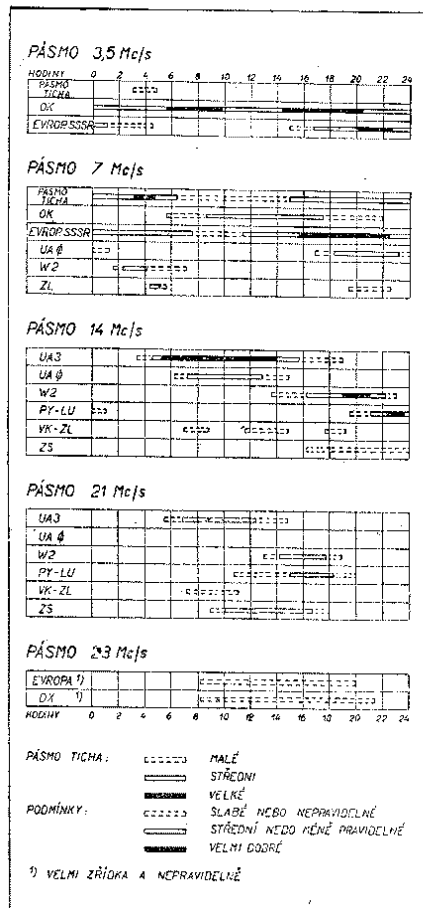 PÁSMO 3,5 Mc/s
HODINY 0 2 4 6 8 10 12 14 16 18 20 22 24
PÁSMO TICHA
OK
EVROP. SSSR
PÁSMO 7 Mc/s
PÁSMO TICHA
OK
EVROP. SSSR
UA ϕ
W2
ZL
PÁSMO 14 Mc/s
UA3
UA ϕ
W2
PY-LU
VK-ZL
ZS
PÁSMO 21 Mc/s
UA3
UA ϕ
W2
PY-LU
VK-ZL
ZS
PÁSMO 28 Mc/s
EVROPA 1)
DX 1)
HODINY 0 2 4 6 8 10 12 14 16 18 20 22 24
PÁSMO TICHA: MALÉ
STŘEDNÍ
VELKÉ
PODMÍNKY: SLABÉ NEBO NEPRAVIDELNÉ
STŘEDNÍ NEBO MÉNĚ PRAVIDELNÉ
VELMI DOBRÉ
1) VELMI ZŘÍDKA A NEPRAVIDELNĚ